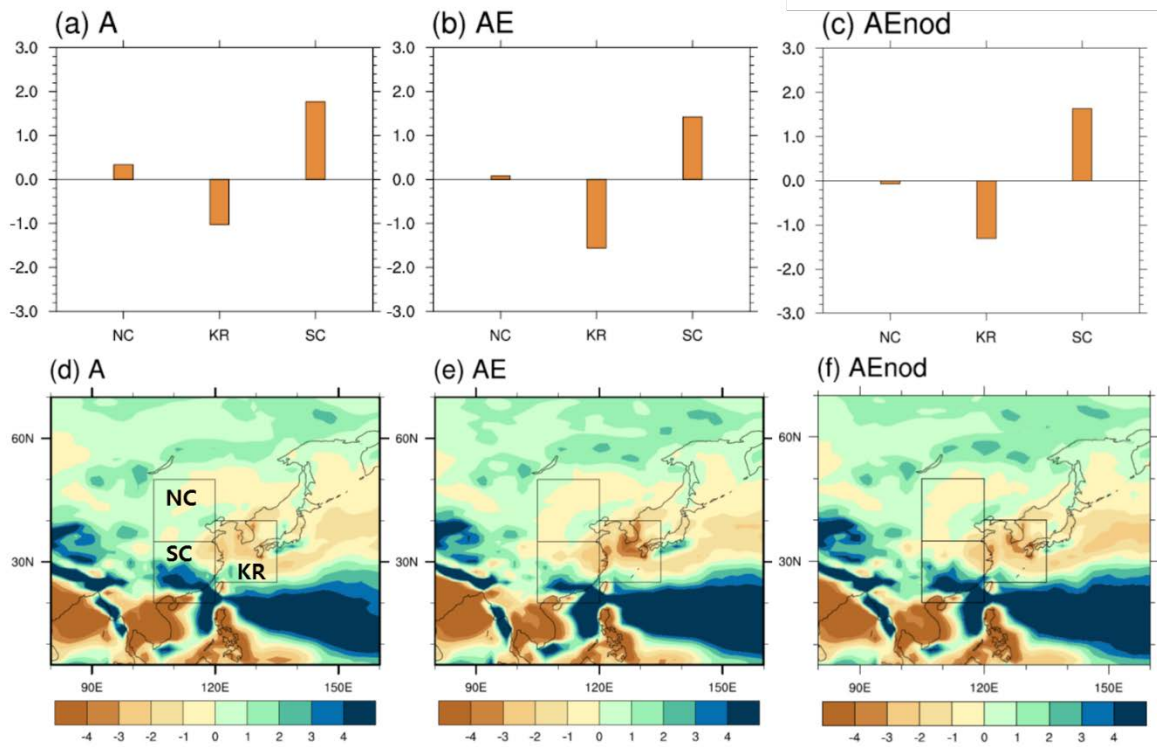 (a) A
3.0
2.0
1.0
0.0
-1.0
-2.0
-3.0
NC KR SC
(b) AE
3.0
2.0
1.0
0.0
-1.0
-2.0
-3.0
NC KR SC
(c) AEnod
3.0
2.0
1.0
0.0
-1.0
-2.0
-3.0
NC KR SC
(d) A
60N
30N
NC
SC
KR
90E 120E 150E
-4 -3 -2 -1 0 1 2 3 4
(e) AE
60N
30N
90E 120E 150E
-4 -3 -2 -1 0 1 2 3 4
(f) AEnod
60N
30N
90E 120E 150E
-4 -3 -2 -1 0 1 2 3 4